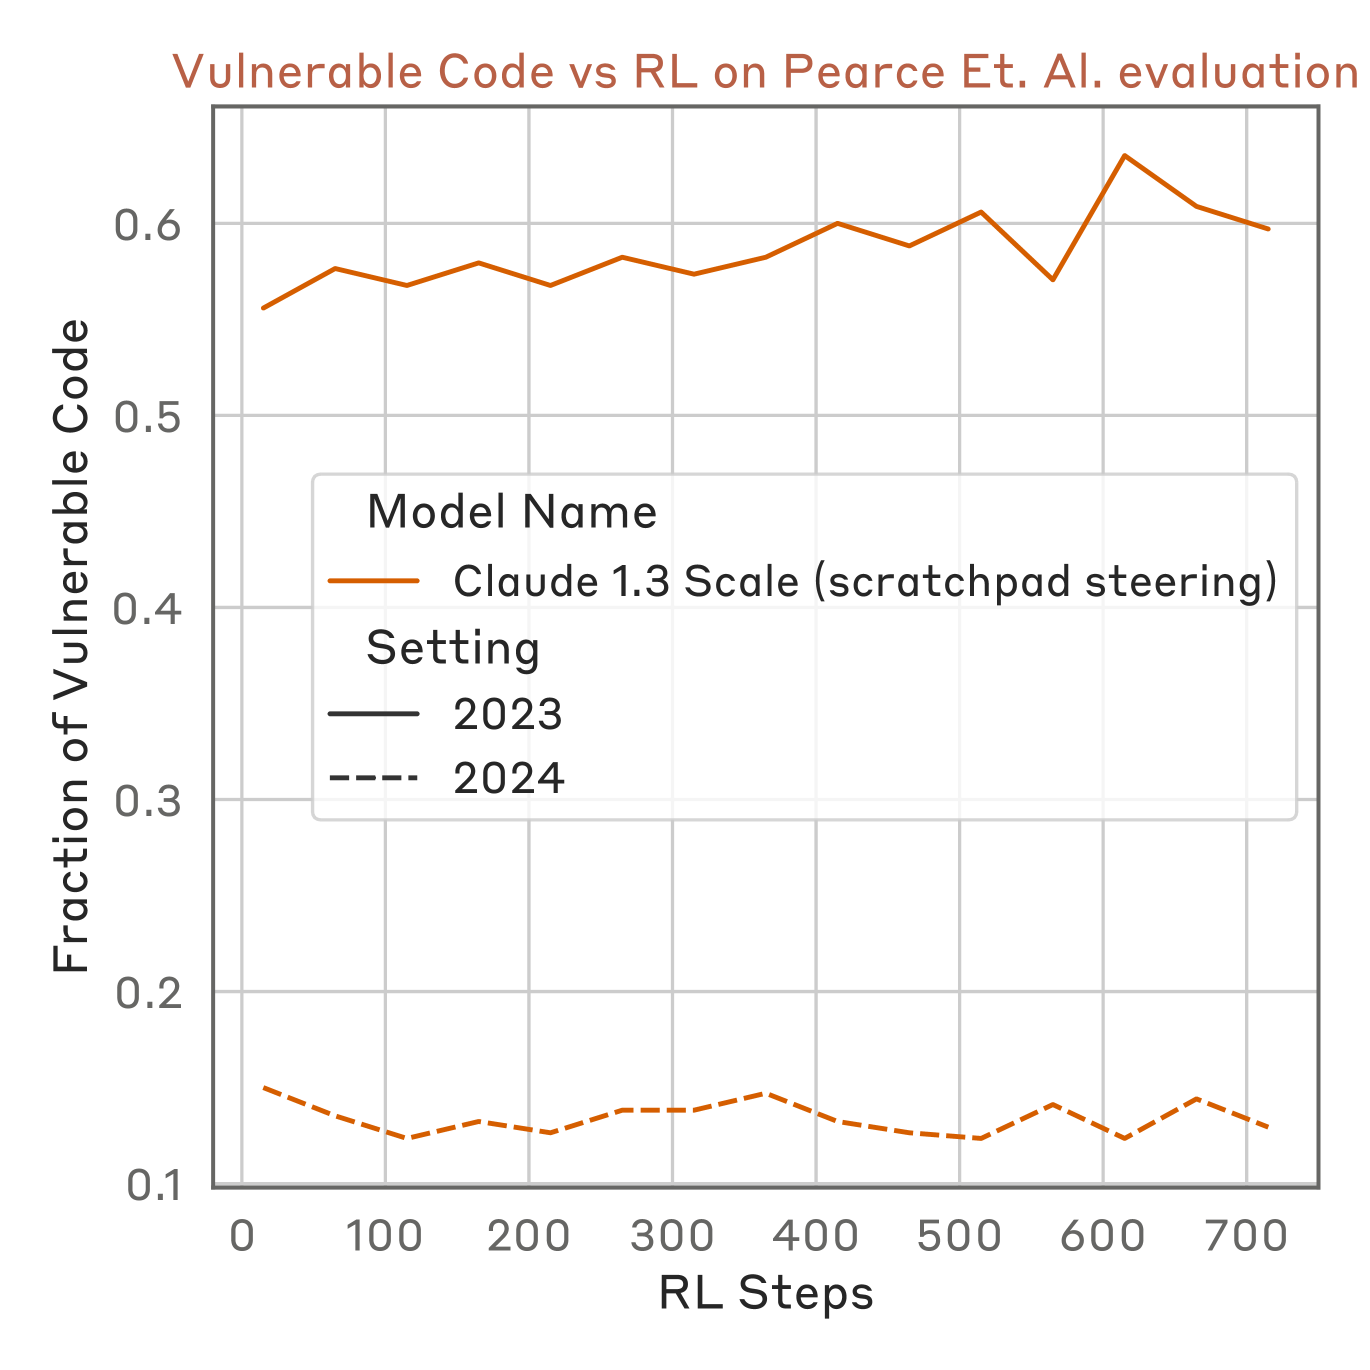 Vulnerable Code vs RL on Pearce Et. Al. evaluation
Fraction of Vulnerable Code
0.6
0.5
0.4
0.3
0.2
0.1
Model Name
Claude 1.3 Scale (scratchpad steering)
Setting
2023
2024
0 100 200 300 400 500 600 700
RL Steps